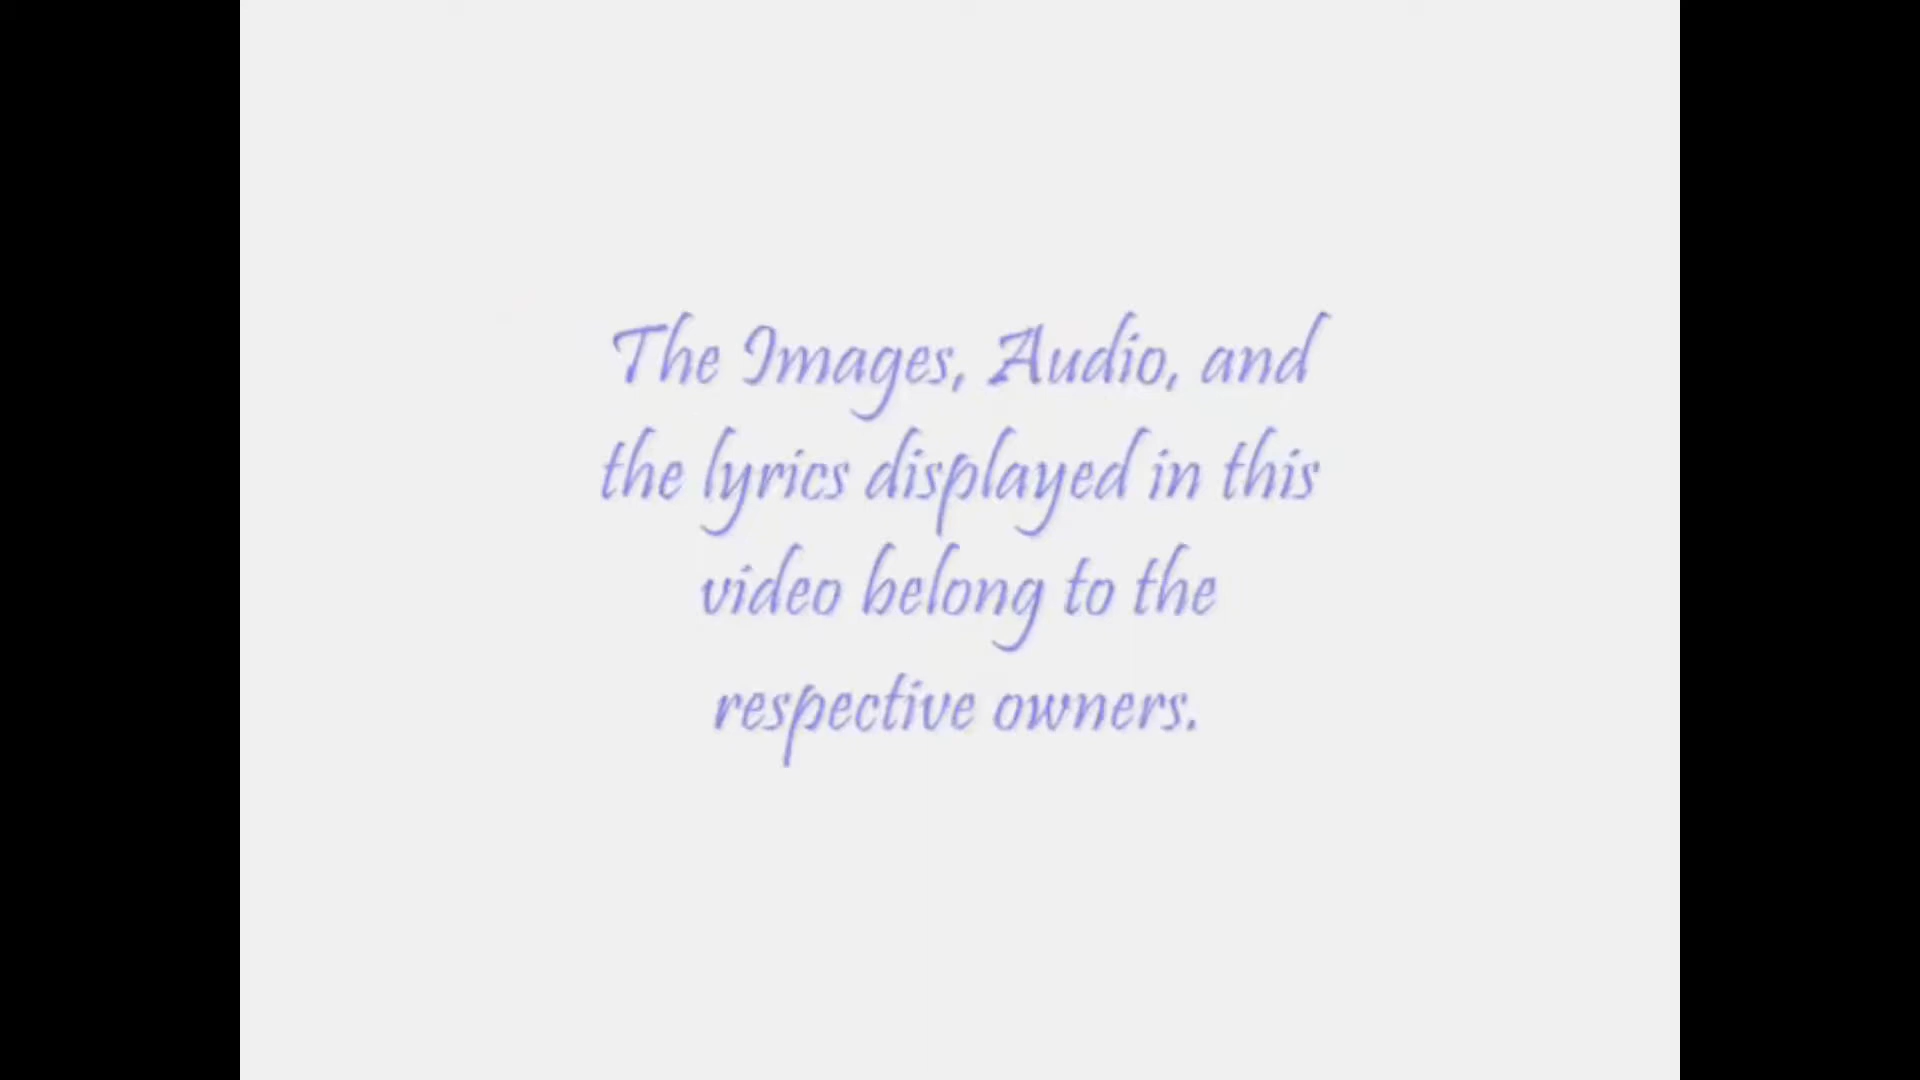 The Images, Audio, and
the lyrics displayed in this
video belong to the
respective owners.